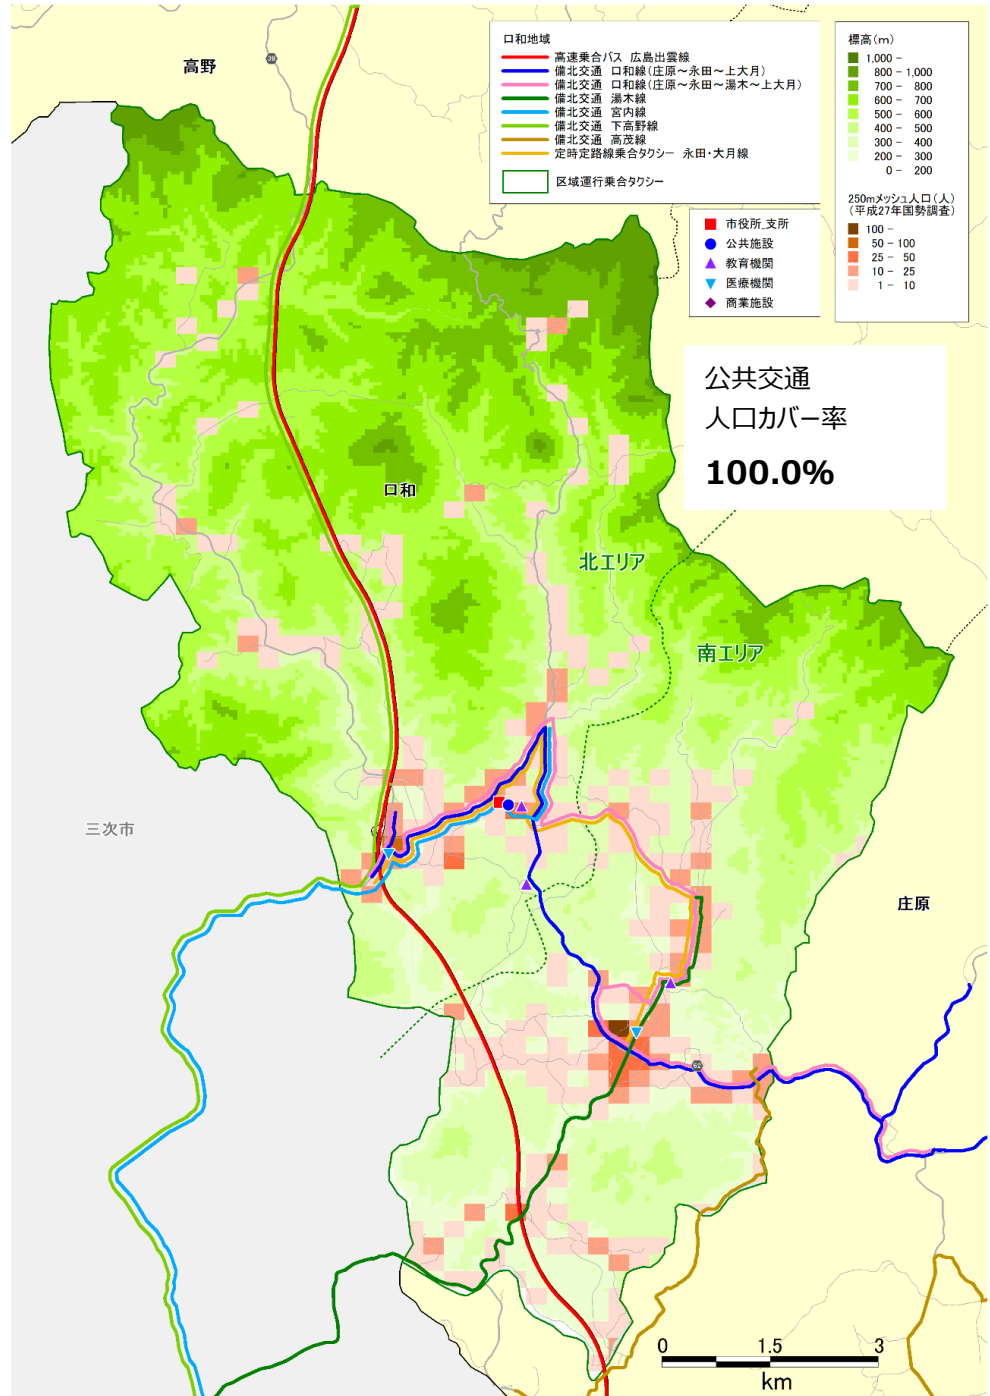 口和地域
高速乗合バス 広島出雲線
備北交通 口和線(庄原～永田～上大月)
備北交通 口和線(庄原～永田～湯木～上大月)
備北交通 湯木線
備北交通 宮内線
備北交通 下高野線
備北交通 高茂線
定時定路線乗合タクシー 永田・大月線
区域運行乗合タクシー
標高(m)
1,000 -
800 - 1,000
700 - 800
600 - 700
500 - 600
400 - 500
300 - 400
200 - 300
0 - 200
250mメッシュ人口(人)
(平成27年国勢調査)
100 -
50 - 100
25 - 50
10 - 25
1 - 10
市役所_支所
公共施設
教育機関
医療機関
商業施設
公共交通
人口カバー率
100.0%
高野
39
口和
北エリア
南エリア
三次市
庄原
62
0 1.5 3
km